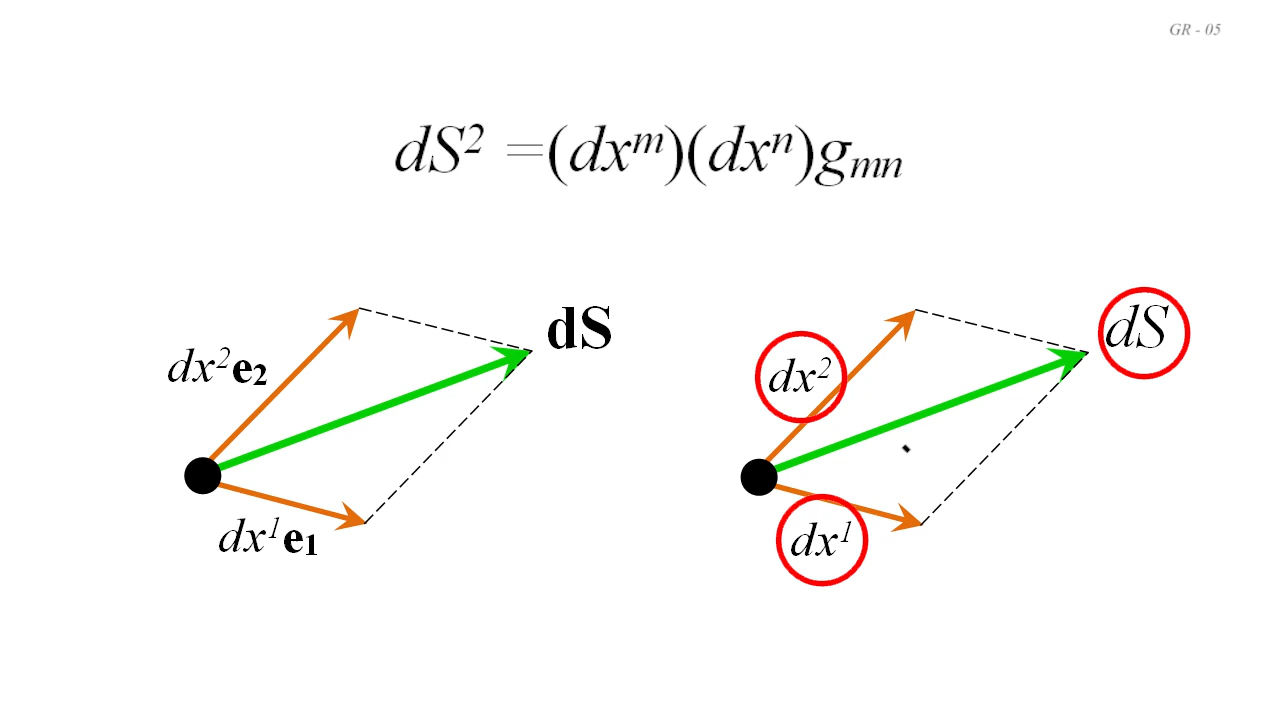 GR - 05
dS² =(dxᵐ)(dxⁿ)gₘₙ
dS
dS
dx²e₂
dx²
dx¹e₁
dx¹